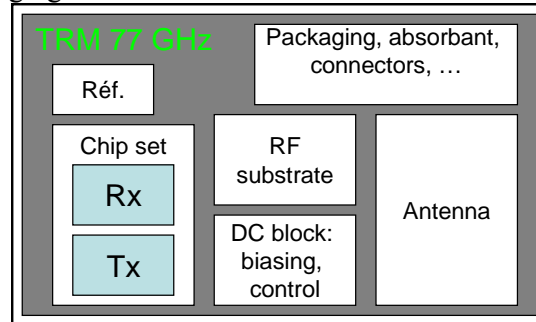 TRM 77 GHz
Packaging, absorbant,
connectors, …
Réf.
Chip set
Rx
Tx
RF
substrate
DC block:
biasing,
control
Antenna